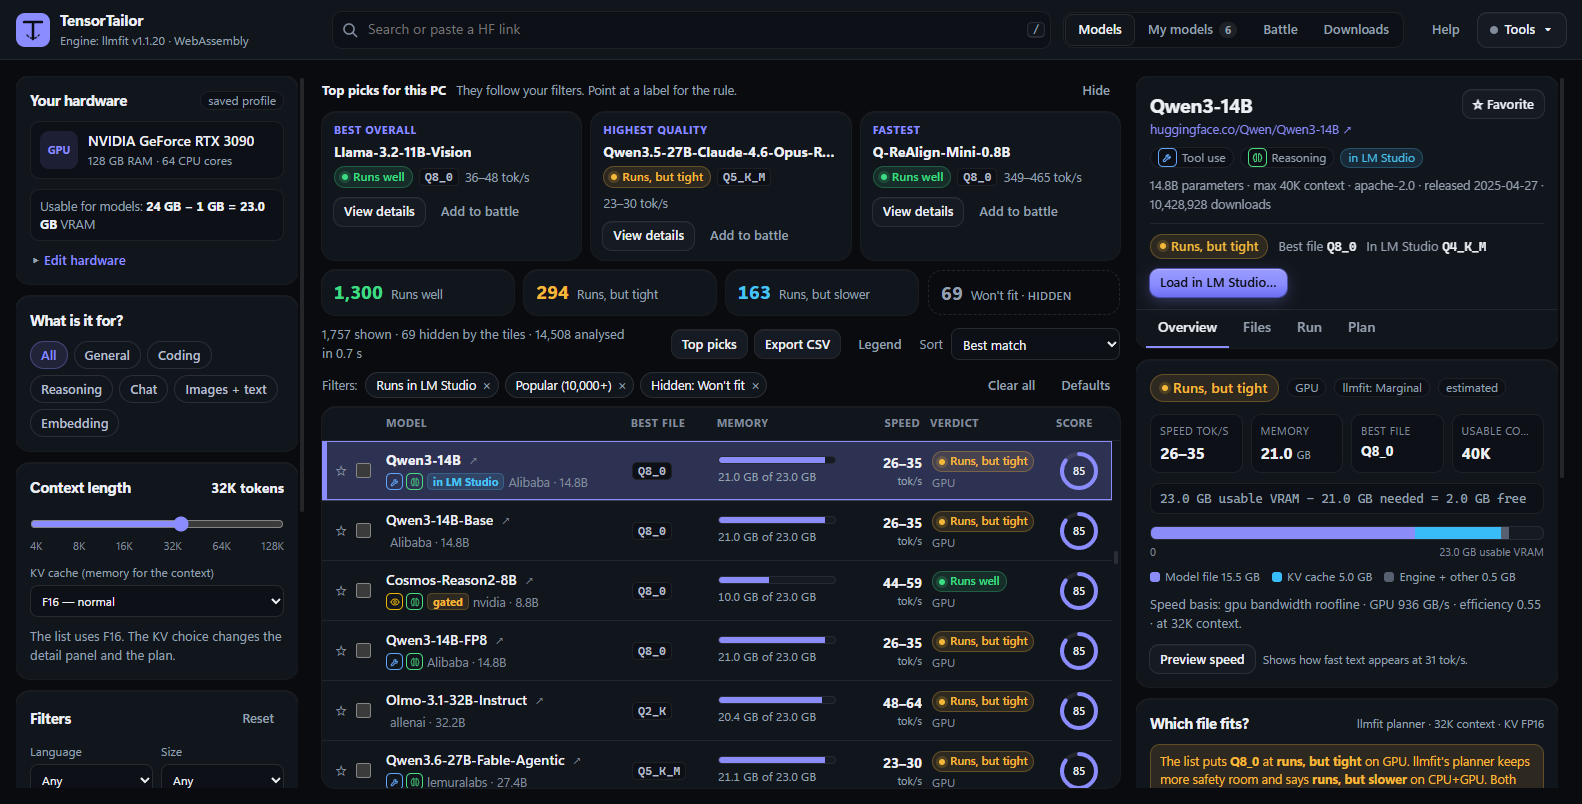 TensorTailor
Engine: llmfit v1.1.20 · WebAssembly
Search or paste a HF link
/
Models
My models 6
Battle
Downloads
Help
Tools
Your hardware
saved profile
GPU
NVIDIA GeForce RTX 3090
128 GB RAM · 64 CPU cores
Usable for models: 24 GB − 1 GB = 23.0
GB VRAM
▸ Edit hardware
What is it for?
All
General
Coding
Reasoning
Chat
Images + text
Embedding
Context length
32K tokens
4K 8K 16K 32K 64K 128K
KV cache (memory for the context)
F16 — normal
The list uses F16. The KV choice changes the
detail panel and the plan.
Filters
Reset
Language
Size
Any
Any
Top picks for this PC They follow your filters. Point at a label for the rule.
Hide
BEST OVERALL
Llama-3.2-11B-Vision
Runs well Q8_0 36–48 tok/s
View details
Add to battle
HIGHEST QUALITY
Qwen3.5-27B-Claude-4.6-Opus-R...
Runs, but tight Q5_K_M
23–30 tok/s
View details
Add to battle
FASTEST
Q-ReAlign-Mini-0.8B
Runs well Q8_0 349–465 tok/s
View details
Add to battle
1,300 Runs well
294 Runs, but tight
163 Runs, but slower
69 Won't fit · HIDDEN
1,757 shown · 69 hidden by the tiles · 14,508 analysed
in 0.7 s
Top picks
Export CSV
Legend
Sort
Best match
Filters:
Runs in LM Studio ×
Popular (10,000+) ×
Hidden: Won't fit ×
Clear all
Defaults
MODEL BEST FILE MEMORY SPEED VERDICT SCORE
☆ Qwen3-14B ↗
in LM Studio Alibaba · 14.8B
Q8_0
21.0 GB of 23.0 GB
26–35
tok/s
Runs, but tight
GPU
85
☆ Qwen3-14B-Base ↗
Alibaba · 14.8B
Q8_0
21.0 GB of 23.0 GB
26–35
tok/s
Runs, but tight
GPU
85
☆ Cosmos-Reason2-8B ↗
gated nvidia · 8.8B
Q8_0
10.0 GB of 23.0 GB
44–59
tok/s
Runs well
GPU
85
☆ Qwen3-14B-FP8 ↗
Alibaba · 14.8B
Q8_0
21.0 GB of 23.0 GB
26–35
tok/s
Runs, but tight
GPU
85
☆ Olmo-3.1-32B-Instruct ↗
allenai · 32.2B
Q2_K
20.4 GB of 23.0 GB
48–64
tok/s
Runs, but tight
GPU
85
☆ Qwen3.6-27B-Fable-Agentic ↗
lemuralabs · 27.4B
Q5_K_M
21.1 GB of 23.0 GB
23–30
tok/s
Runs, but tight
GPU
85
Qwen3-14B
☆ Favorite
huggingface.co/Qwen/Qwen3-14B ↗
Tool use
Reasoning
in LM Studio
14.8B parameters · max 40K context · apache-2.0 · released 2025-04-27 ·
10,428,928 downloads
Runs, but tight Best file Q8_0 In LM Studio Q4_K_M
Load in LM Studio...
Overview
Files
Run
Plan
Runs, but tight
GPU
llmfit: Marginal
estimated
SPEED TOK/S
26–35
MEMORY
21.0 GB
BEST FILE
Q8_0
USABLE CO...
40K
23.0 GB usable VRAM − 21.0 GB needed = 2.0 GB free
0
23.0 GB usable VRAM
Model file 15.5 GB KV cache 5.0 GB Engine + other 0.5 GB
Speed basis: gpu bandwidth roofline · GPU 936 GB/s · efficiency 0.55
· at 32K context.
Preview speed
Shows how fast text appears at 31 tok/s.
Which file fits?
llmfit planner · 32K context · KV FP16
The list puts Q8_0 at runs, but tight on GPU. llmfit's planner keeps
more safety room and says runs, but slower on CPU+GPU. Both